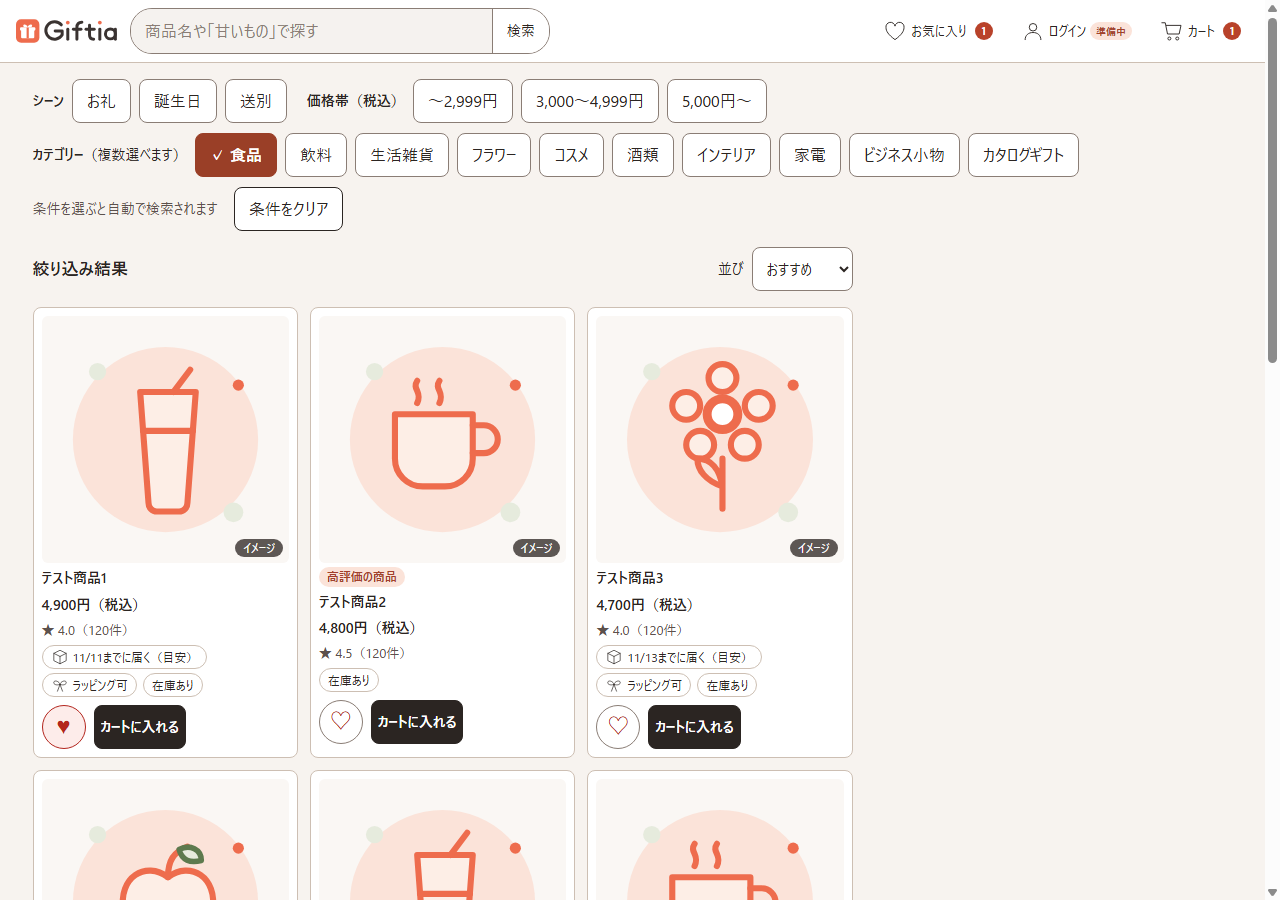 Giftia 商品名や「甘いもの」で探す 検索 お気に入り 1 ログイン 準備中 カート 1
シーン お礼 誕生日 送別 価格帯（税込） 〜2,999円 3,000〜4,999円 5,000円〜
カテゴリー（複数選べます） ✓ 食品 飲料 生活雑貨 フラワー コスメ 酒類 インテリア 家電 ビジネス小物 カタログギフト
条件を選ぶと自動で検索されます 条件をクリア
絞り込み結果 並び おすすめ
イメージ
テスト商品1
4,900円（税込）
★ 4.0（120件）
11/11までに届く（目安）
ラッピング可 在庫あり
♥ カートに入れる
イメージ
高評価の商品
テスト商品2
4,800円（税込）
★ 4.5（120件）
在庫あり
♡ カートに入れる
イメージ
テスト商品3
4,700円（税込）
★ 4.0（120件）
11/13までに届く（目安）
ラッピング可 在庫あり
♡ カートに入れる